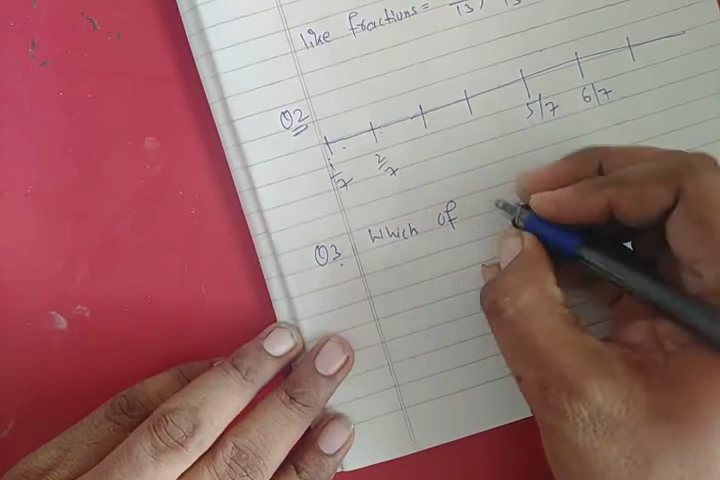 like fractions =
Q2
1/7 2/7 5/7 6/7
Q3. Which of